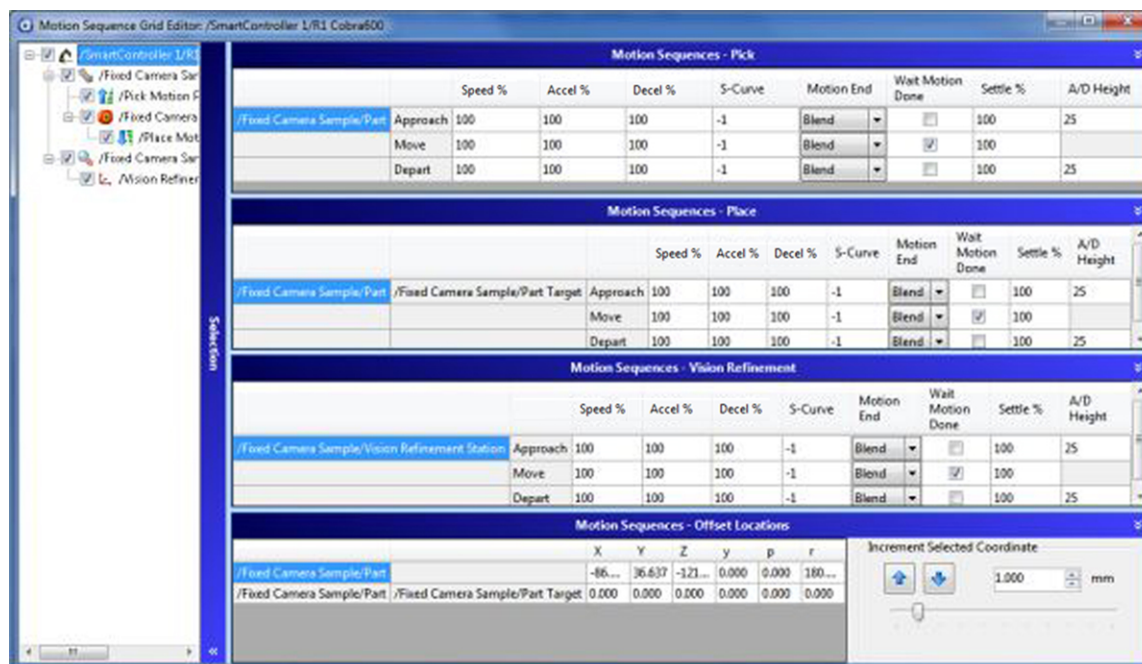 Motion Sequence Grid Editor: /SmartController 1/R1 Cobra600
/SmartController 1/R1
/Fixed Camera Sar
/Pick Motion P
/Fixed Camera
/Place Mot
/Fixed Camera Sar
/Vision Refiner
Selection
Motion Sequences - Pick
Speed % Accel % Decel % S-Curve Motion End Wait Motion Done Settle % A/D Height
/Fixed Camera Sample/Part Approach 100 100 100 -1 Blend 100 25
Move 100 100 100 -1 Blend 100
Depart 100 100 100 -1 Blend 100 25
Motion Sequences - Place
Speed % Accel % Decel % S-Curve Motion End Wait Motion Done Settle % A/D Height
/Fixed Camera Sample/Part /Fixed Camera Sample/Part Target Approach 100 100 100 -1 Blend 100 25
Move 100 100 100 -1 Blend 100
Depart 100 100 100 -1 Blend 100 25
Motion Sequences - Vision Refinement
Speed % Accel % Decel % S-Curve Motion End Wait Motion Done Settle % A/D Height
/Fixed Camera Sample/Vision Refinement Station Approach 100 100 100 -1 Blend 100 25
Move 100 100 100 -1 Blend 100
Depart 100 100 100 -1 Blend 100 25
Motion Sequences - Offset Locations
X Y Z y p r
/Fixed Camera Sample/Part -86.... 36.637 -121... 0.000 0.000 180....
/Fixed Camera Sample/Part /Fixed Camera Sample/Part Target 0.000 0.000 0.000 0.000 0.000 0.000
Increment Selected Coordinate
1.000 mm